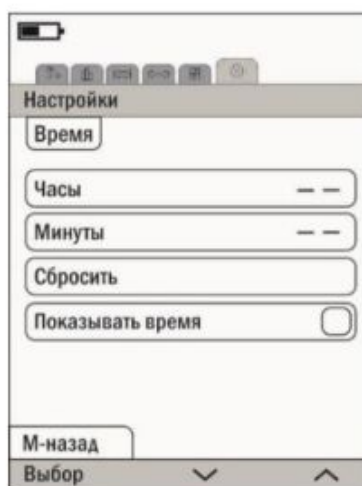 Настройки
Время
Часы — —
Минуты — —
Сбросить
Показывать время
М-назад
Выбор